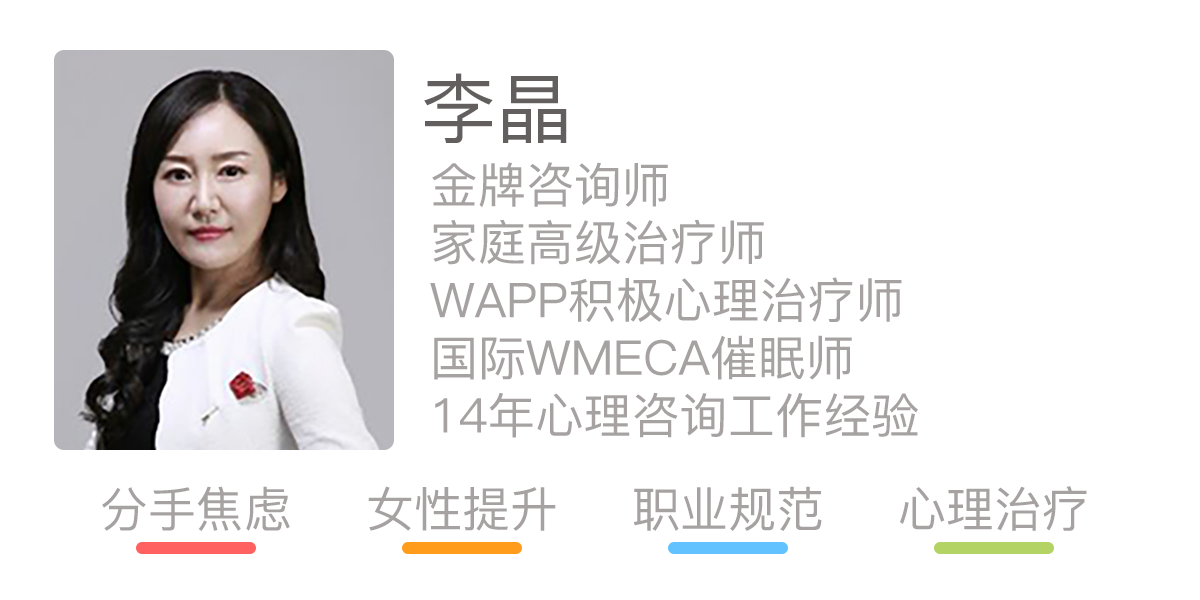 李晶
金牌咨询师
家庭高级治疗师
WAPP积极心理治疗师
国际WMECA催眠师
14年心理咨询工作经验
分手焦虑 女性提升 职业规范 心理治疗